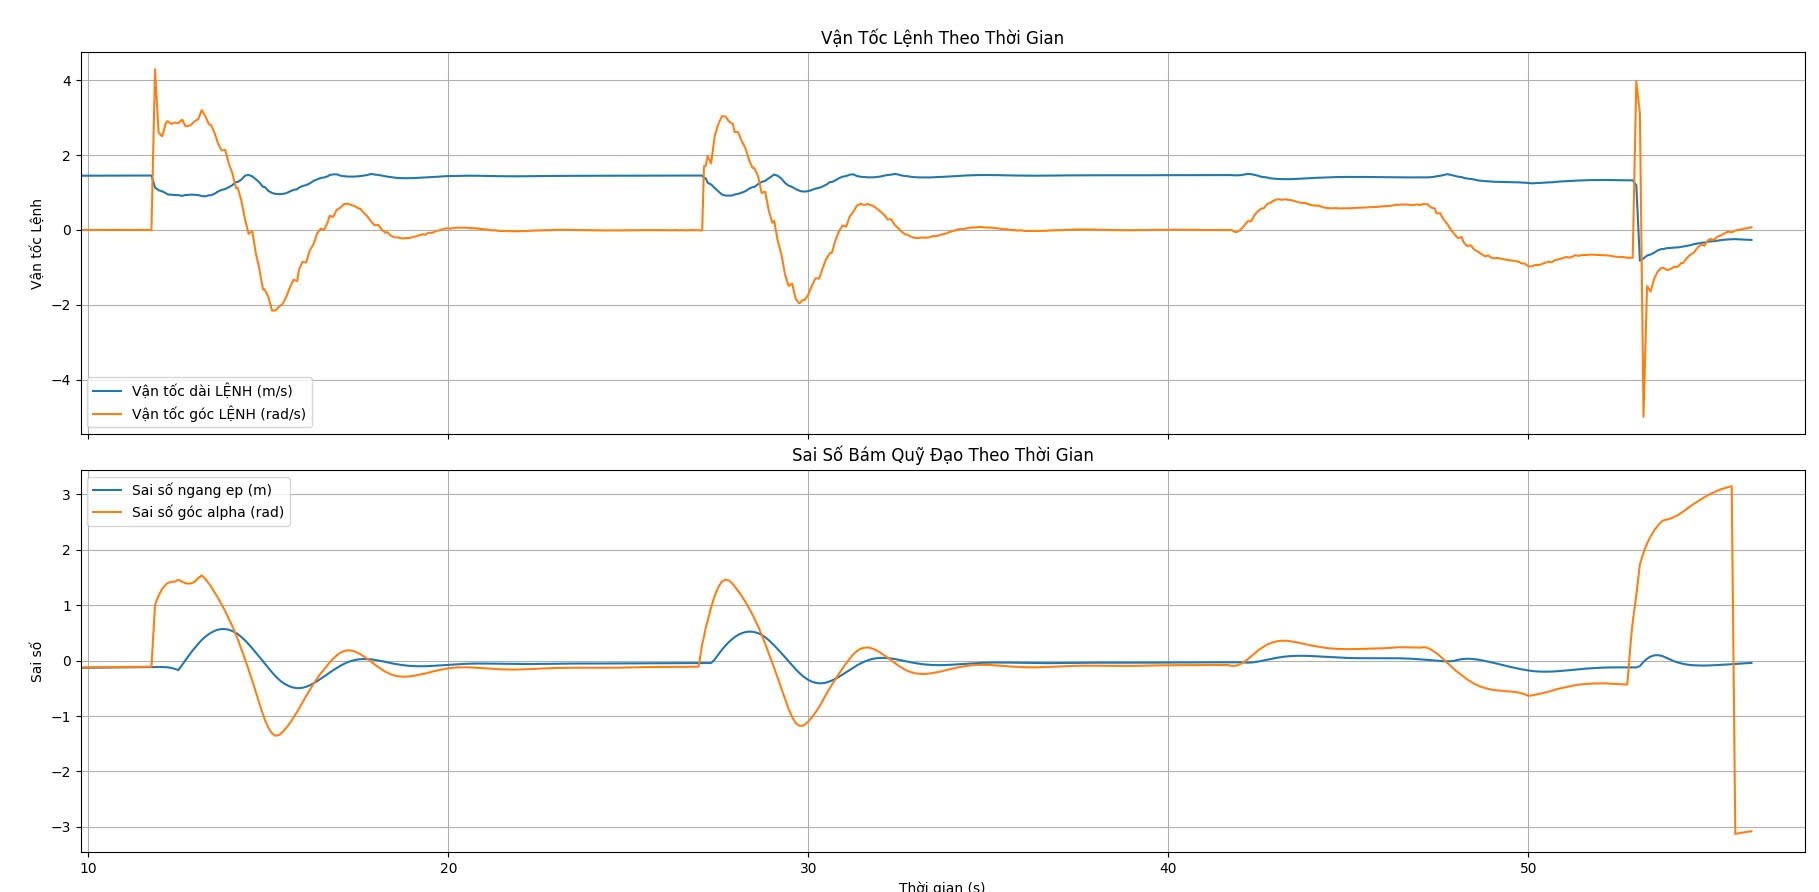 Vận Tốc Lệnh Theo Thời Gian
Vận tốc Lệnh
4
2
0
−2
−4
Vận tốc dài LỆNH (m/s)
Vận tốc góc LỆNH (rad/s)
Sai Số Bám Quỹ Đạo Theo Thời Gian
Sai số
3
2
1
0
−1
−2
−3
Sai số ngang ep (m)
Sai số góc alpha (rad)
10 20 30 40 50
Thời gian (s)